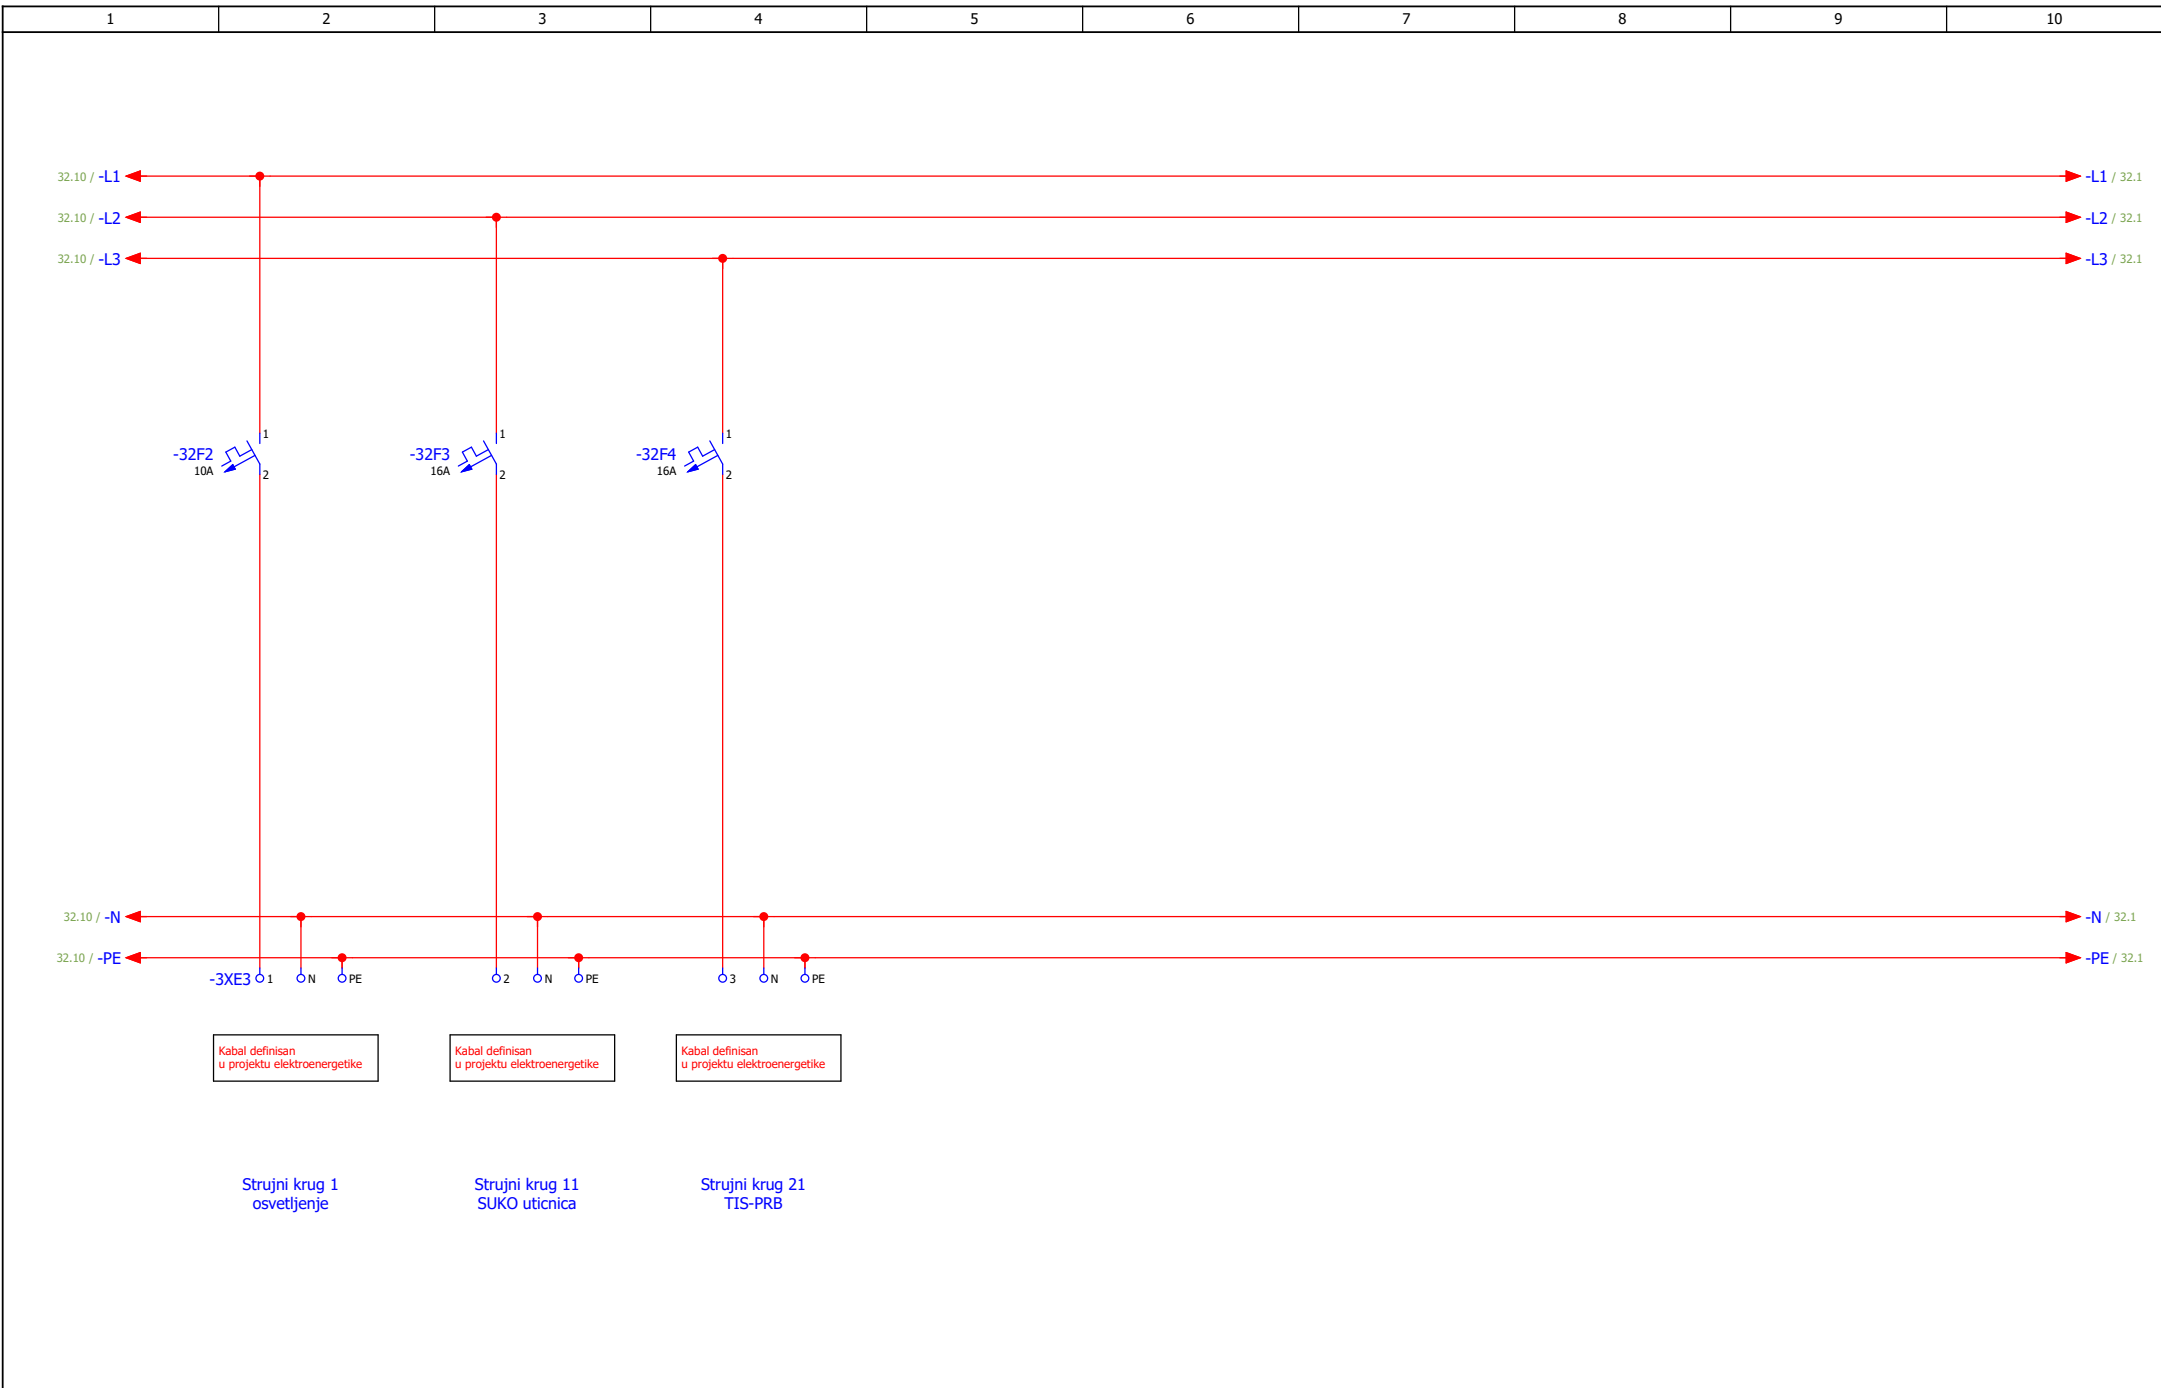 1 2 3 4 5 6 7 8 9 10
32.10 / -L1 -L1 / 32.1
32.10 / -L2 -L2 / 32.1
32.10 / -L3 -L3 / 32.1
1 1 1
-32F2 -32F3 -32F4
10A 16A 16A
2 2 2
32.10 / -N -N / 32.1
32.10 / -PE -PE / 32.1
-3XE3 1 N PE 2 N PE 3 N PE
Kabal definisan
u projektu elektroenergetike
Kabal definisan
u projektu elektroenergetike
Kabal definisan
u projektu elektroenergetike
Strujni krug 1
osvetljenje
Strujni krug 11
SUKO uticnica
Strujni krug 21
TIS-PRB